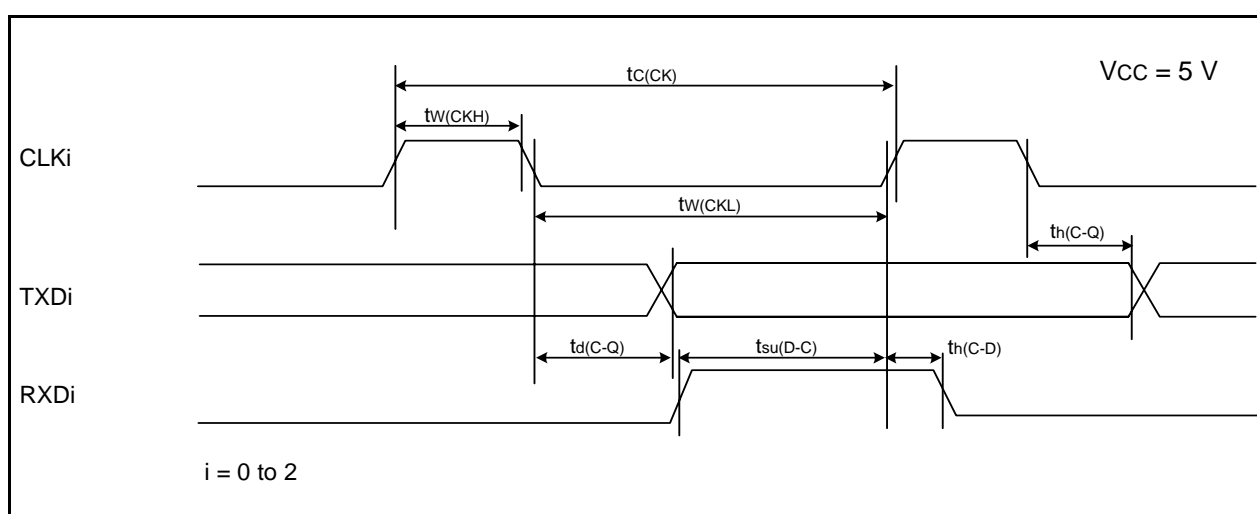 tC(CK)
VCC = 5 V
tW(CKH)
CLKi
tW(CKL)
th(C-Q)
TXDi
td(C-Q)
tsu(D-C)
th(C-D)
RXDi
i = 0 to 2